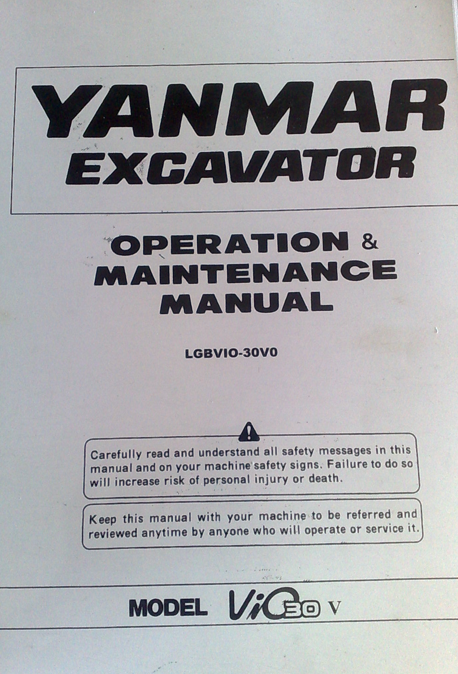 YANMAR
EXCAVATOR
OPERATION &
MAINTENANCE
MANUAL
LGBVIO-30V0
Carefully read and understand all safety messages in this
manual and on your machine safety signs. Failure to do so
will increase risk of personal injury or death.
Keep this manual with your machine to be referred and
reviewed anytime by anyone who will operate or service it.
MODEL ViO30 V